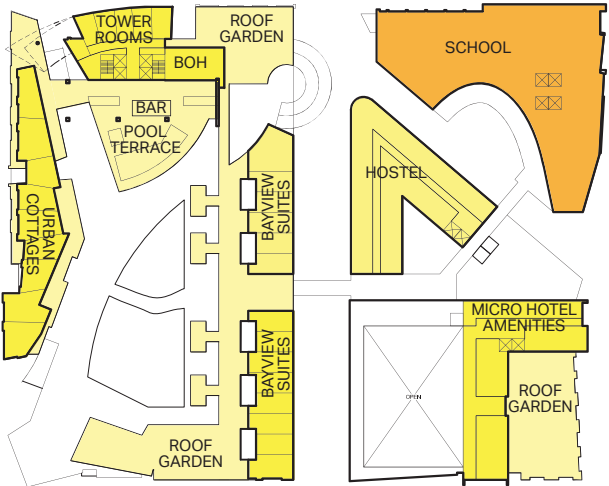 TOWER
ROOMS
ROOF
GARDEN
SCHOOL
BOH
BAR
POOL
TERRACE
HOSTEL
BAYVIEW
SUITES
URBAN
COTTAGES
MICRO HOTEL
AMENITIES
BAYVIEW
SUITES
OPEN
ROOF
GARDEN
ROOF
GARDEN